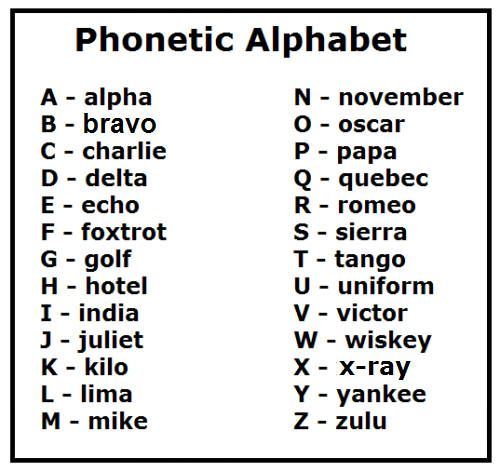 Phonetic Alphabet
A - alpha
B - bravo
C - charlie
D - delta
E - echo
F - foxtrot
G - golf
H - hotel
I - india
J - juliet
K - kilo
L - lima
M - mike
N - november
O - oscar
P - papa
Q - quebec
R - romeo
S - sierra
T - tango
U - uniform
V - victor
W - wiskey
X - x-ray
Y - yankee
Z - zulu